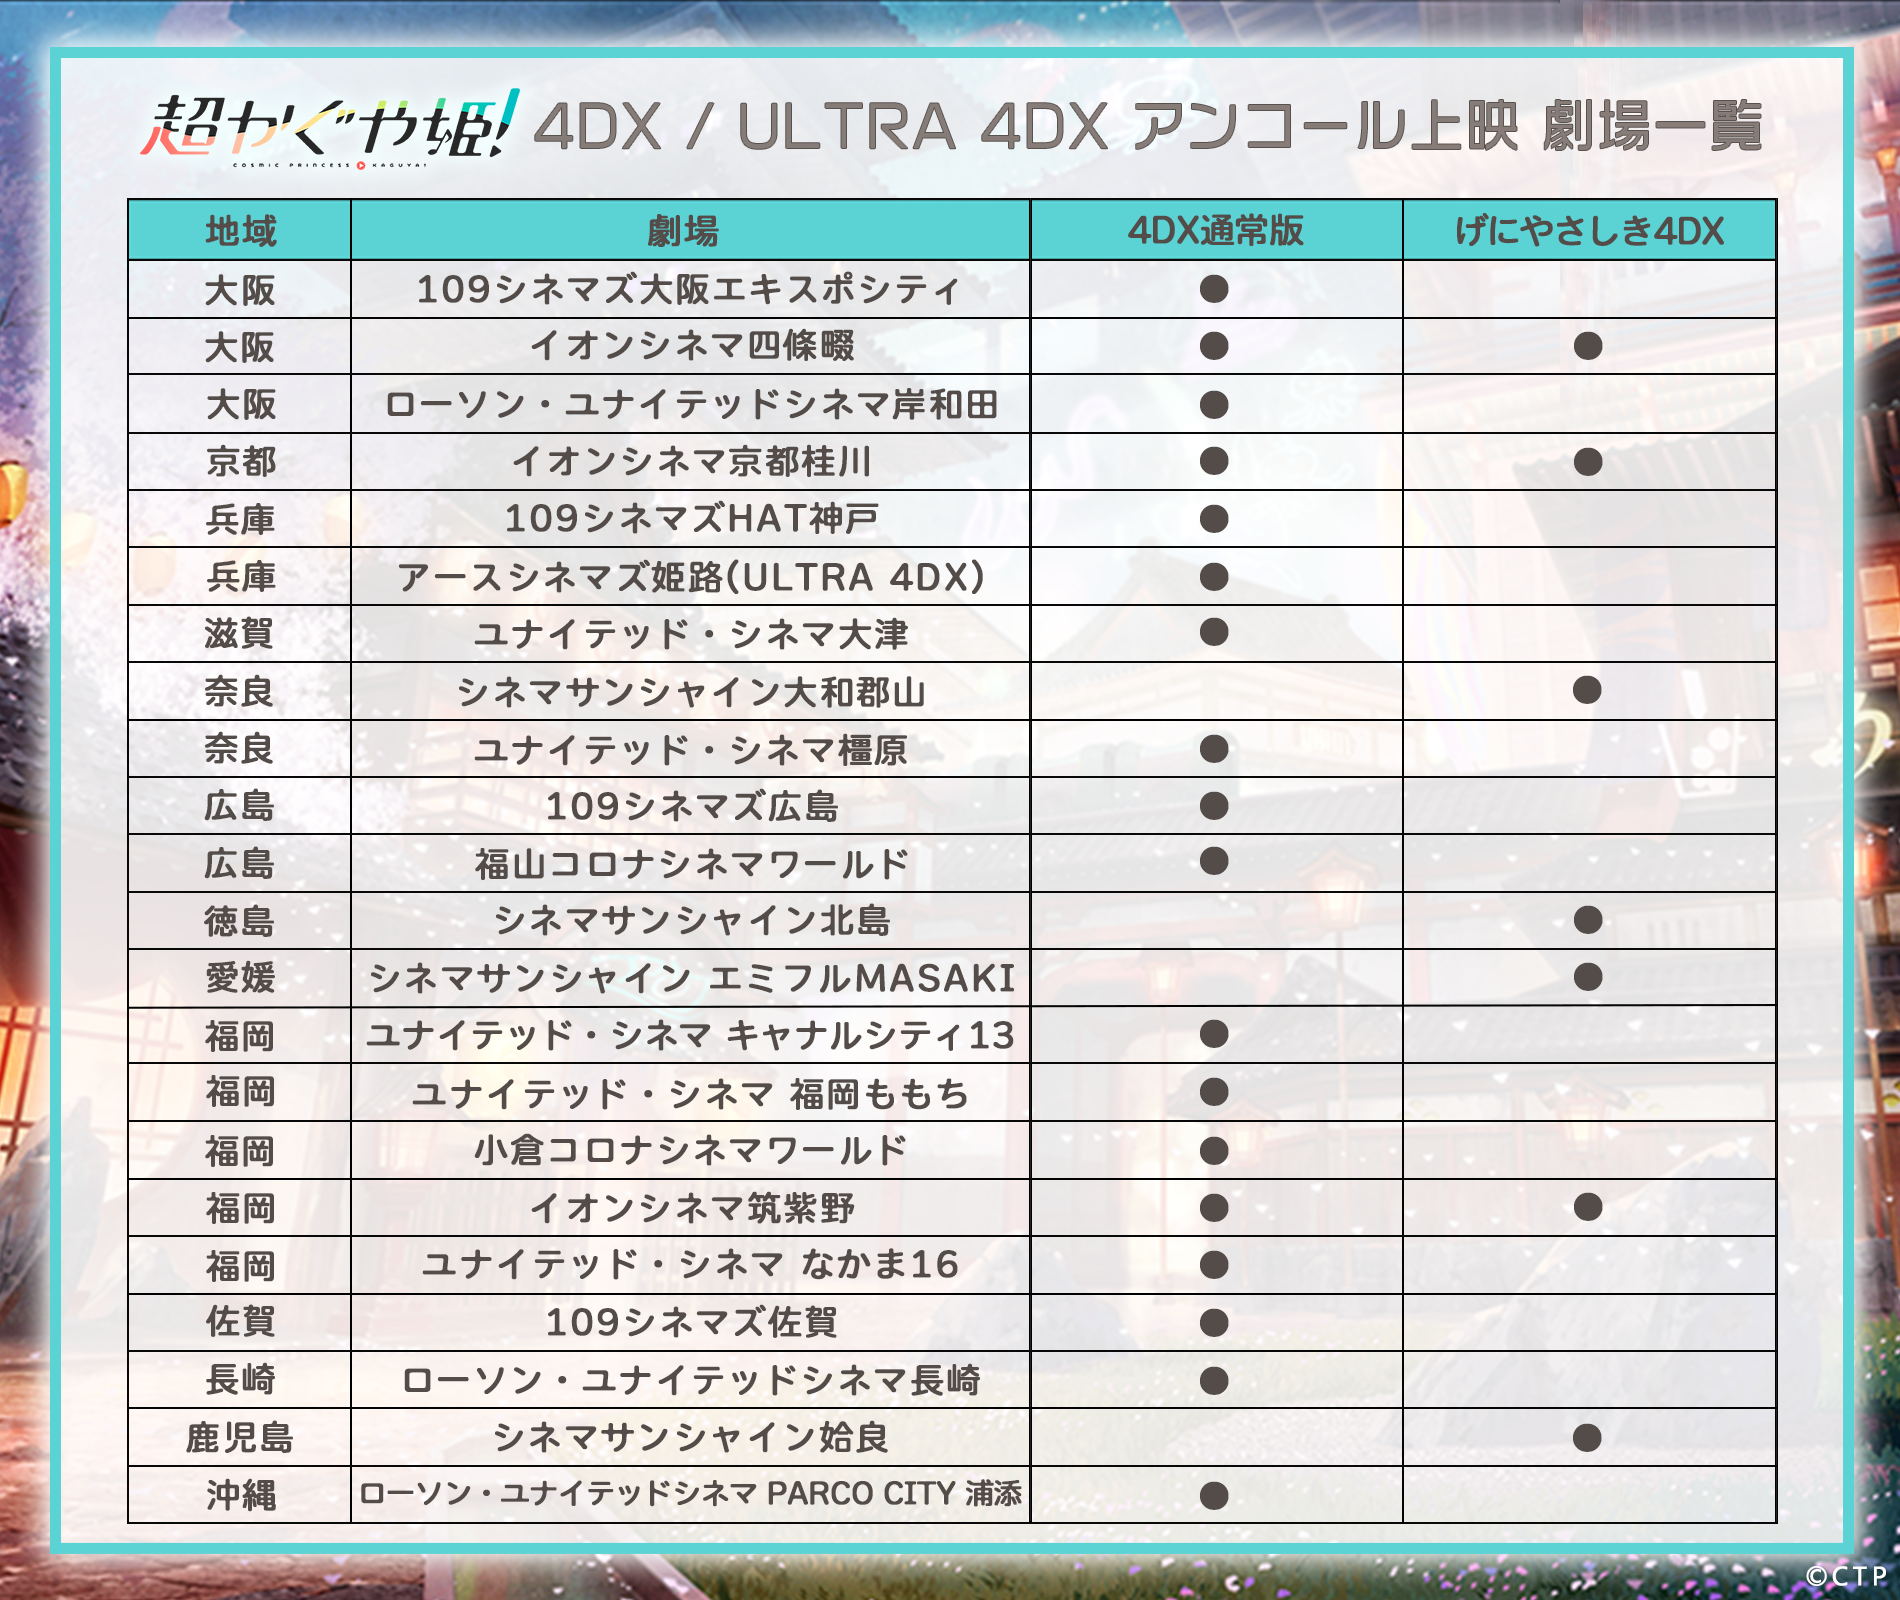 超かぐや姫! 4DX / ULTRA 4DX アンコール上映 劇場一覧
COSMIC PRINCESS KAGUYA!
地域 劇場 4DX通常版 げにやさしき4DX
大阪 109シネマズ大阪エキスポシティ ●
大阪 イオンシネマ四條畷 ● ●
大阪 ローソン・ユナイテッドシネマ岸和田 ●
京都 イオンシネマ京都桂川 ● ●
兵庫 109シネマズHAT神戸 ●
兵庫 アースシネマズ姫路(ULTRA 4DX) ●
滋賀 ユナイテッド・シネマ大津 ●
奈良 シネマサンシャイン大和郡山 ●
奈良 ユナイテッド・シネマ橿原 ●
広島 109シネマズ広島 ●
広島 福山コロナシネマワールド ●
徳島 シネマサンシャイン北島 ●
愛媛 シネマサンシャイン エミフルMASAKI ●
福岡 ユナイテッド・シネマ キャナルシティ13 ●
福岡 ユナイテッド・シネマ 福岡ももち ●
福岡 小倉コロナシネマワールド ●
福岡 イオンシネマ筑紫野 ● ●
福岡 ユナイテッド・シネマ なかま16 ●
佐賀 109シネマズ佐賀 ●
長崎 ローソン・ユナイテッドシネマ長崎 ●
鹿児島 シネマサンシャイン姶良 ●
沖縄 ローソン・ユナイテッドシネマ PARCO CITY 浦添 ●
©CTP